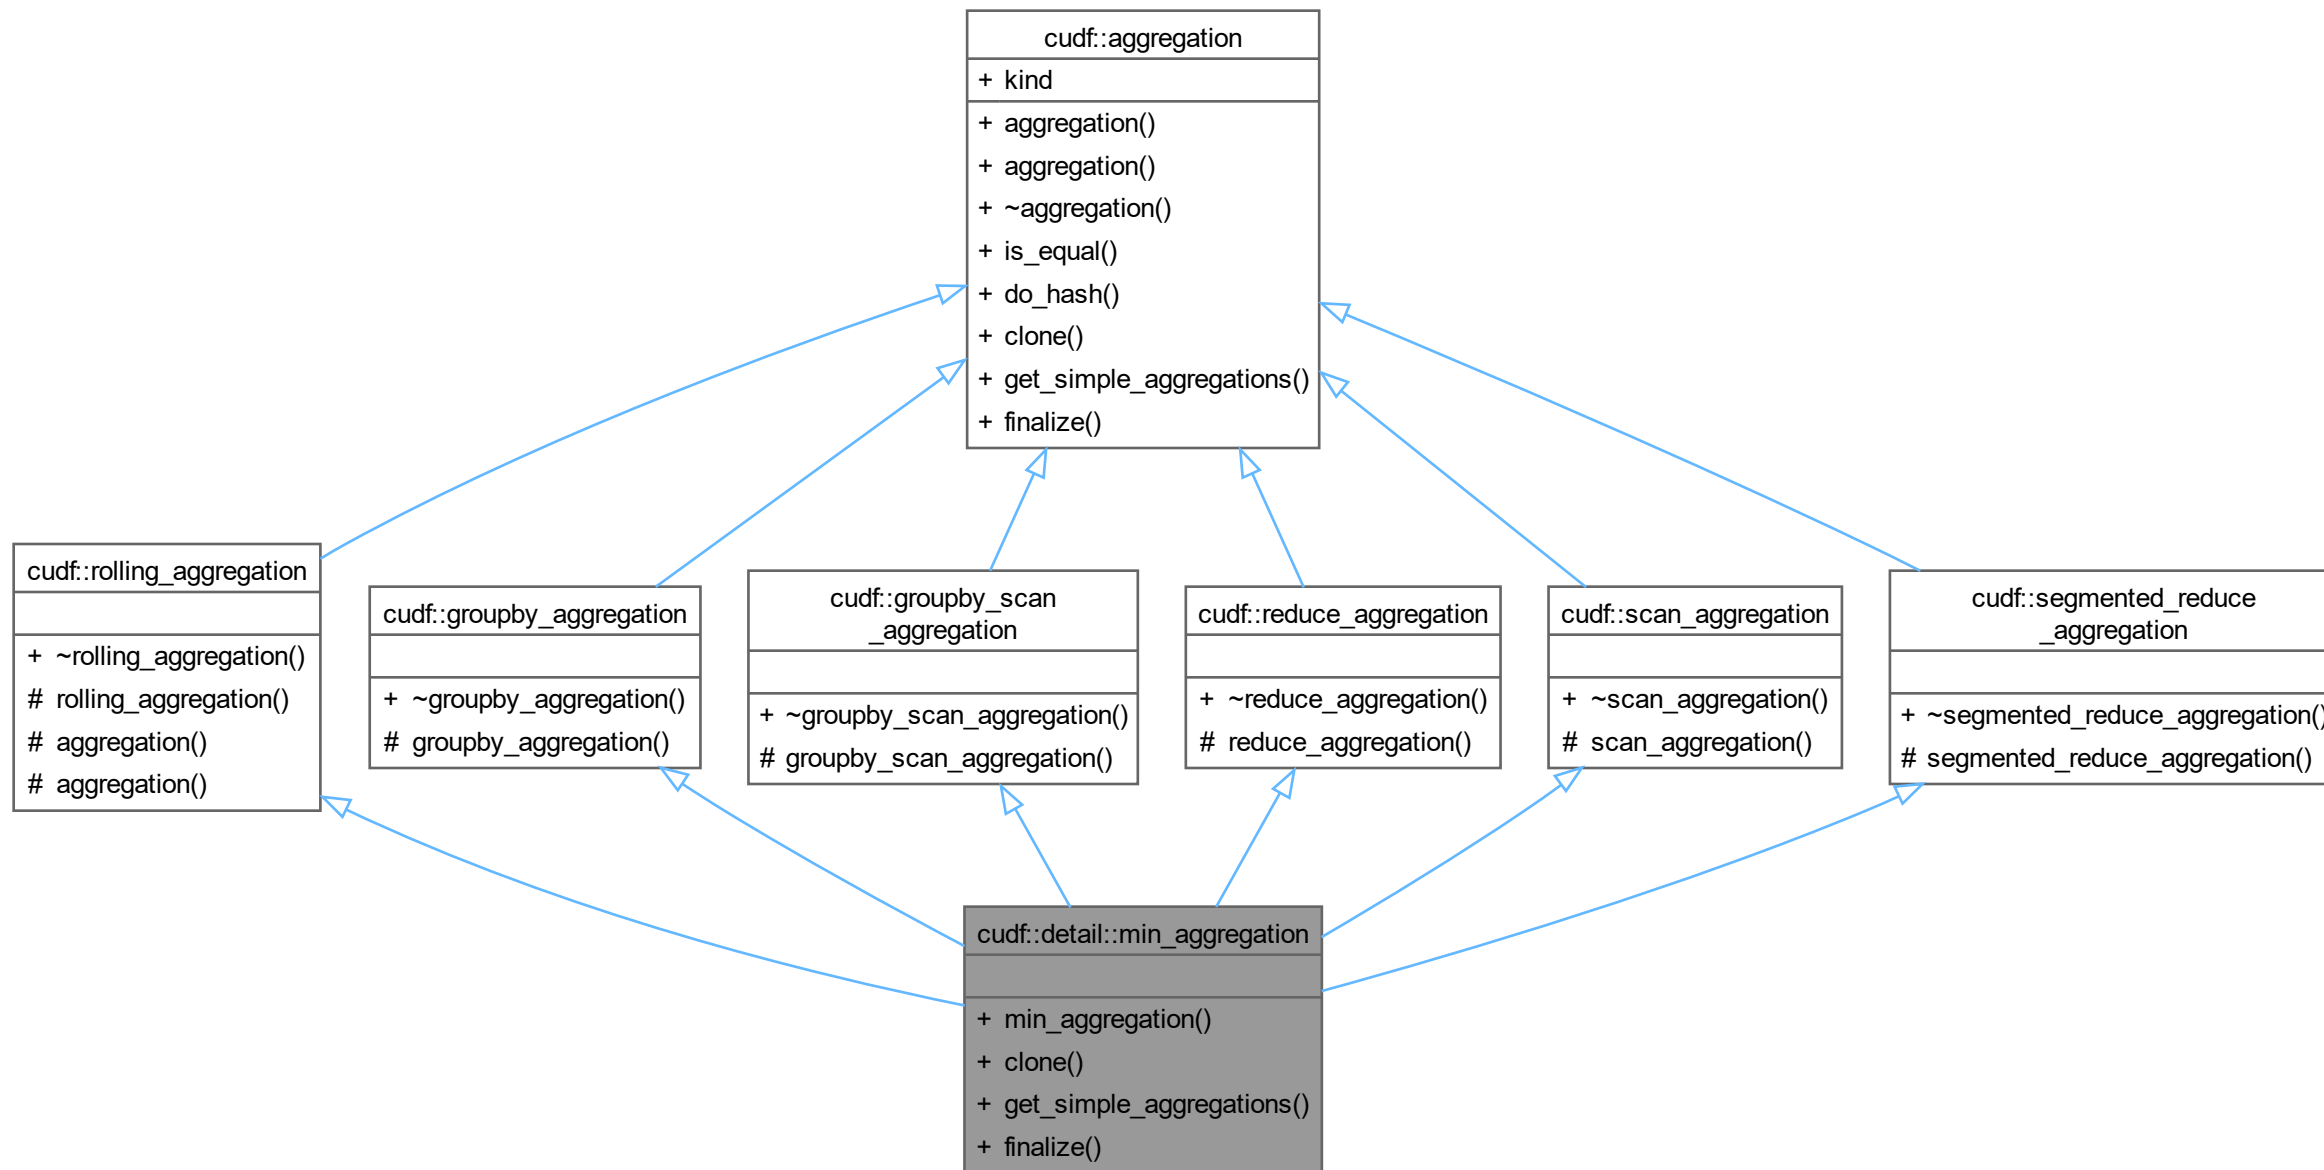 cudf::aggregation
+ kind
+ aggregation()
+ aggregation()
+ ~aggregation()
+ is_equal()
+ do_hash()
+ clone()
+ get_simple_aggregations()
+ finalize()
cudf::rolling_aggregation
+ ~rolling_aggregation()
# rolling_aggregation()
# aggregation()
# aggregation()
cudf::groupby_aggregation
+ ~groupby_aggregation()
# groupby_aggregation()
cudf::groupby_scan
_aggregation
+ ~groupby_scan_aggregation()
# groupby_scan_aggregation()
cudf::reduce_aggregation
+ ~reduce_aggregation()
# reduce_aggregation()
cudf::scan_aggregation
+ ~scan_aggregation()
# scan_aggregation()
cudf::segmented_reduce
_aggregation
+ ~segmented_reduce_aggregation()
# segmented_reduce_aggregation()
cudf::detail::min_aggregation
+ min_aggregation()
+ clone()
+ get_simple_aggregations()
+ finalize()